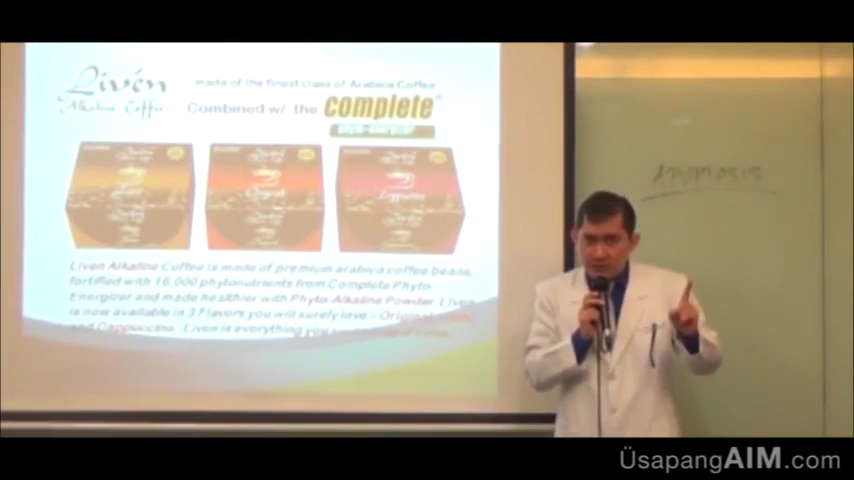 Livén
Alkaline Coffee
made of the finest class of Arabica Coffee
Combined w/ the complete®
phyto-energizer
Liven Alkaline Coffee is made of premium arabica coffee beans,
fortified with 16,000 phytonutrients from Complete Phyto-
Energizer and made healthier with Phyto-Alkaline Powder Liven
is now available in 3 Flavors you will surely love - Original
and Cappuccino. Liven is everything you
APOPTOSIS
ÜsapangAIM.com